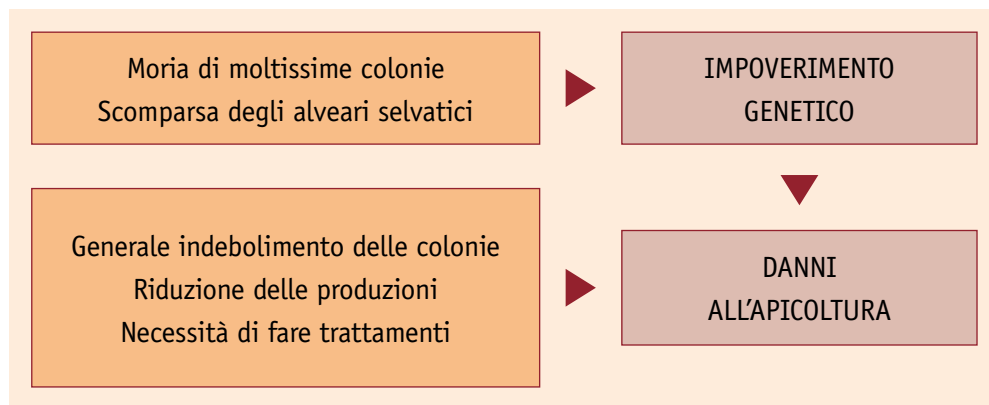 Moria di moltissime colonie
Scomparsa degli alveari selvatici
IMPOVERIMENTO
GENETICO
Generale indebolimento delle colonie
Riduzione delle produzioni
Necessità di fare trattamenti
DANNI
ALL'APICOLTURA